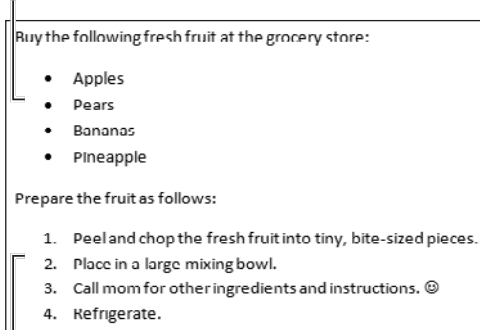 Buy the following fresh fruit at the grocery store:
• Apples
• Pears
• Bananas
• Pineapple
Prepare the fruit as follows:
1. Peel and chop the fresh fruit into tiny, bite-sized pieces.
2. Place in a large mixing bowl.
3. Call mom for other ingredients and instructions. ☺
4. Refrigerate.